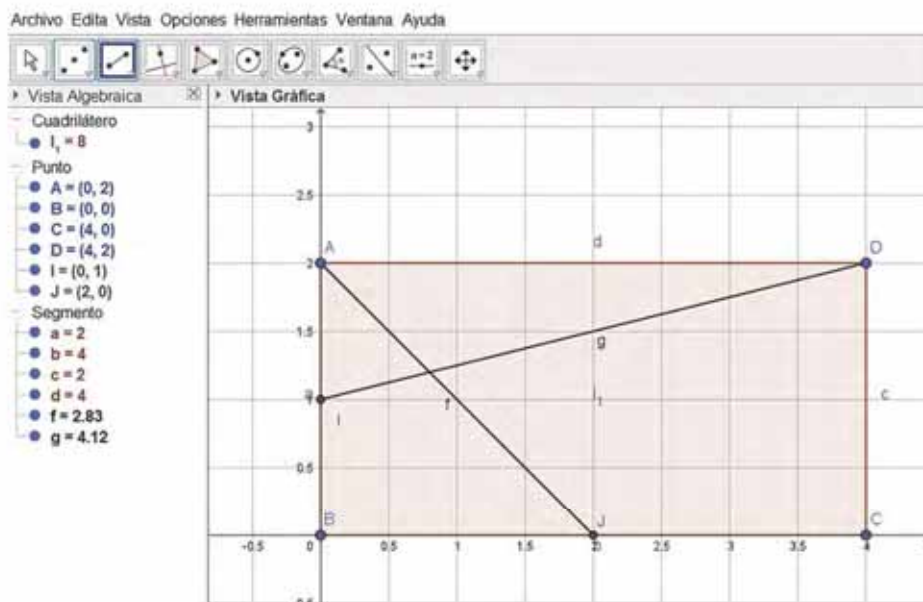 Archivo Edita Vista Opciones Herramientas Ventana Ayuda
a=2
Vista Algebraica
Vista Gráfica
Cuadrilátero
I₁ = 8
Punto
A = (0, 2)
B = (0, 0)
C = (4, 0)
D = (4, 2)
I = (0, 1)
J = (2, 0)
Segmento
a = 2
b = 4
c = 2
d = 4
f = 2.83
g = 4.12
3
2.5
d
A
D
2
1.5
g
1
I
f
I₁
c
0.5
B
J
C
-0.5
0
0.5
1
1.5
2
2.5
3
3.5
4